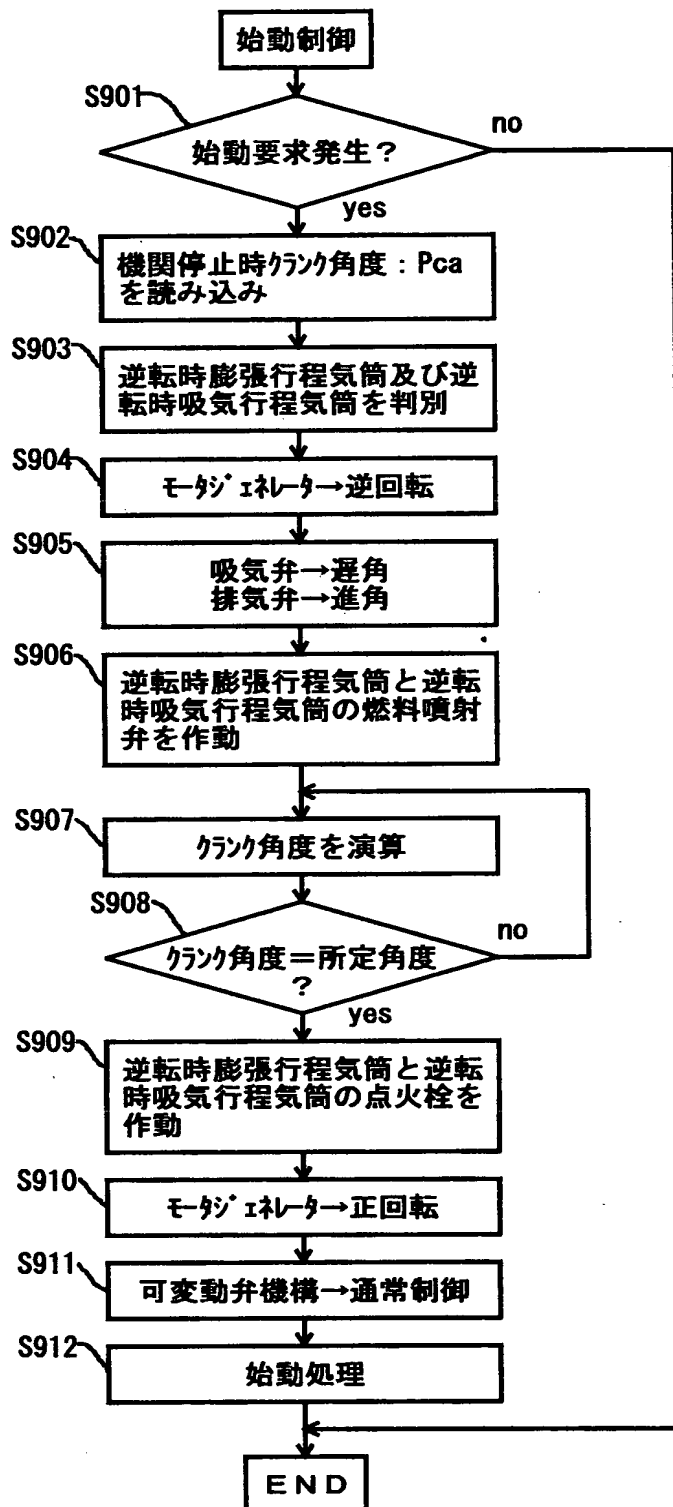 始動制御
S901
始動要求発生？
no
yes
S902
機関停止時ｸﾗﾝｸ角度：Pca
を読み込み
S903
逆転時膨張行程気筒及び逆
転時吸気行程気筒を判別
S904
ﾓｰﾀｼﾞｪﾈﾚｰﾀ→逆回転
S905
吸気弁→遅角
排気弁→進角
S906
逆転時膨張行程気筒と逆転
時吸気行程気筒の燃料噴射
弁を作動
S907
ｸﾗﾝｸ角度を演算
S908
ｸﾗﾝｸ角度＝所定角度
？
no
yes
S909
逆転時膨張行程気筒と逆転
時吸気行程気筒の点火栓を
作動
S910
ﾓｰﾀｼﾞｪﾈﾚｰﾀ→正回転
S911
可変動弁機構→通常制御
S912
始動処理
END